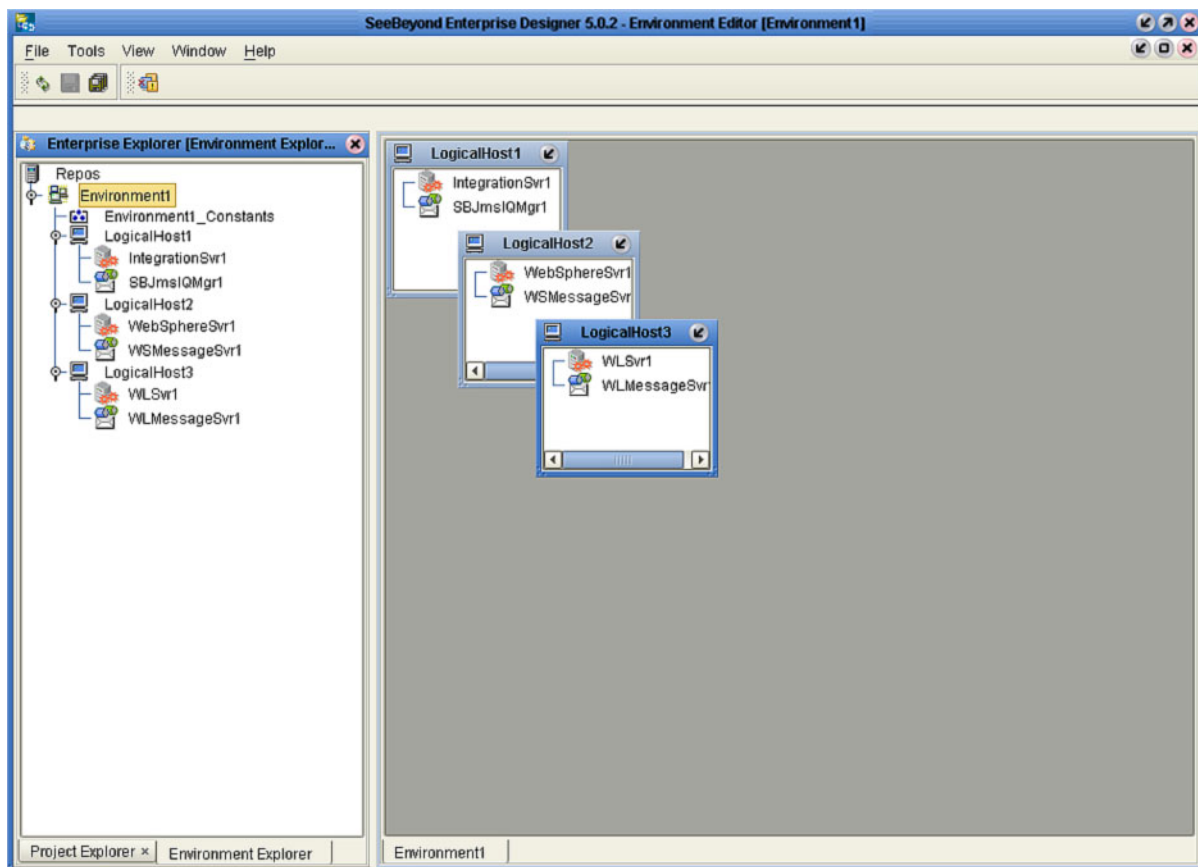 SeeBeyond Enterprise Designer 5.0.2 - Environment Editor [Environment1]
File Tools View Window Help
Enterprise Explorer [Environment Explor...
Repos
Environment1
Environment1_Constants
LogicalHost1
IntegrationSvr1
SBJmsIQMgr1
LogicalHost2
WebSphereSvr1
WSMessageSvr1
LogicalHost3
WLSvr1
WLMessageSvr1
Project Explorer ×
Environment Explorer
LogicalHost1
IntegrationSvr1
SBJmsIQMgr1
LogicalHost2
WebSphereSvr1
WSMessageSvr
LogicalHost3
WLSvr1
WLMessageSvr
Environment1